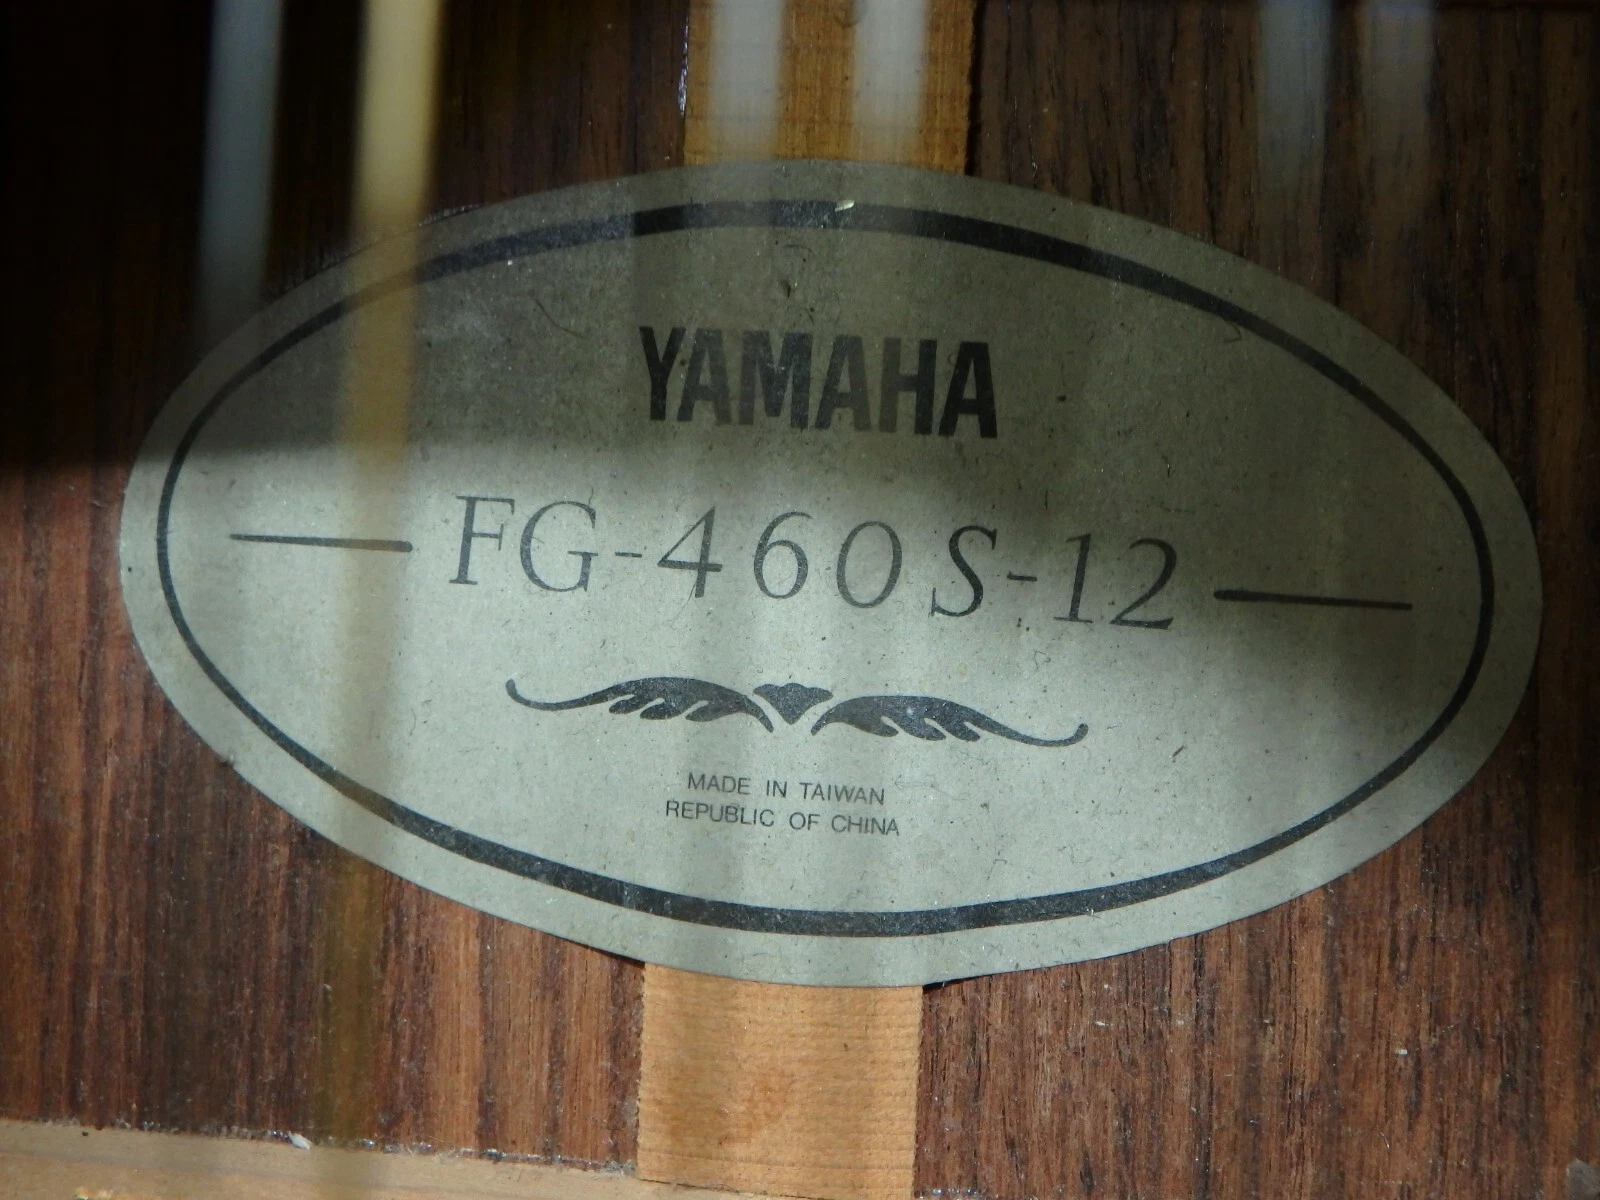 YAMAHA
FG-460S-12
MADE IN TAIWAN
REPUBLIC OF CHINA